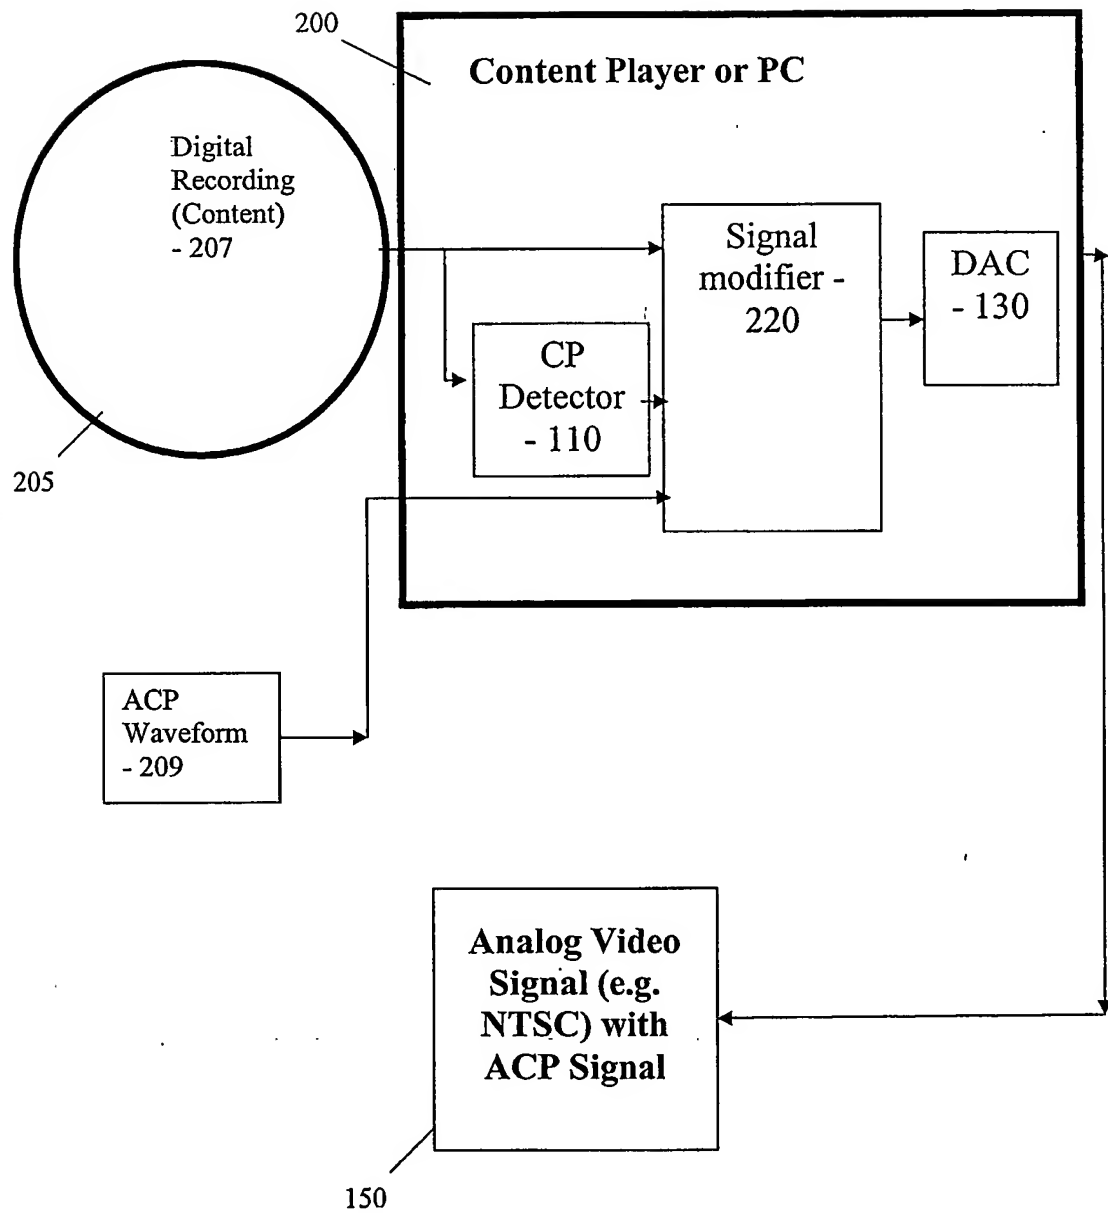 200
Content Player or PC
Digital
Recording
(Content)
- 207
Signal
modifier -
220
DAC
- 130
CP
Detector
- 110
205
ACP
Waveform
- 209
Analog Video
Signal (e.g.
NTSC) with
ACP Signal
150